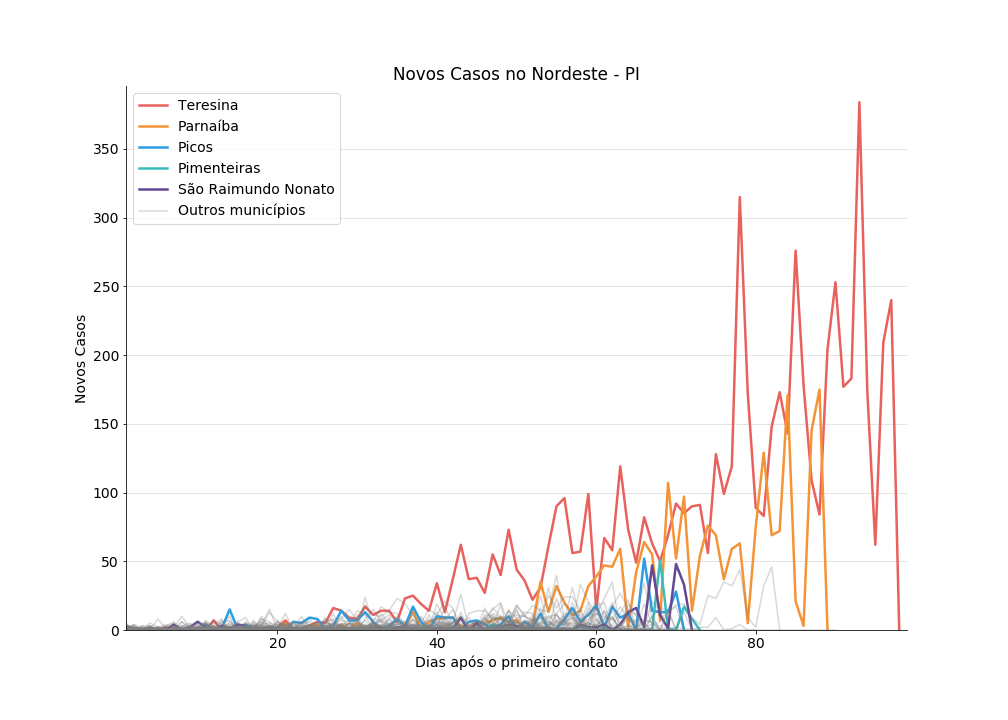 Novos Casos no Nordeste - PI
Teresina
Parnaíba
Picos
Pimenteiras
São Raimundo Nonato
Outros municípios
Novos Casos
350
300
250
200
150
100
50
0
20
40
60
80
Dias após o primeiro contato